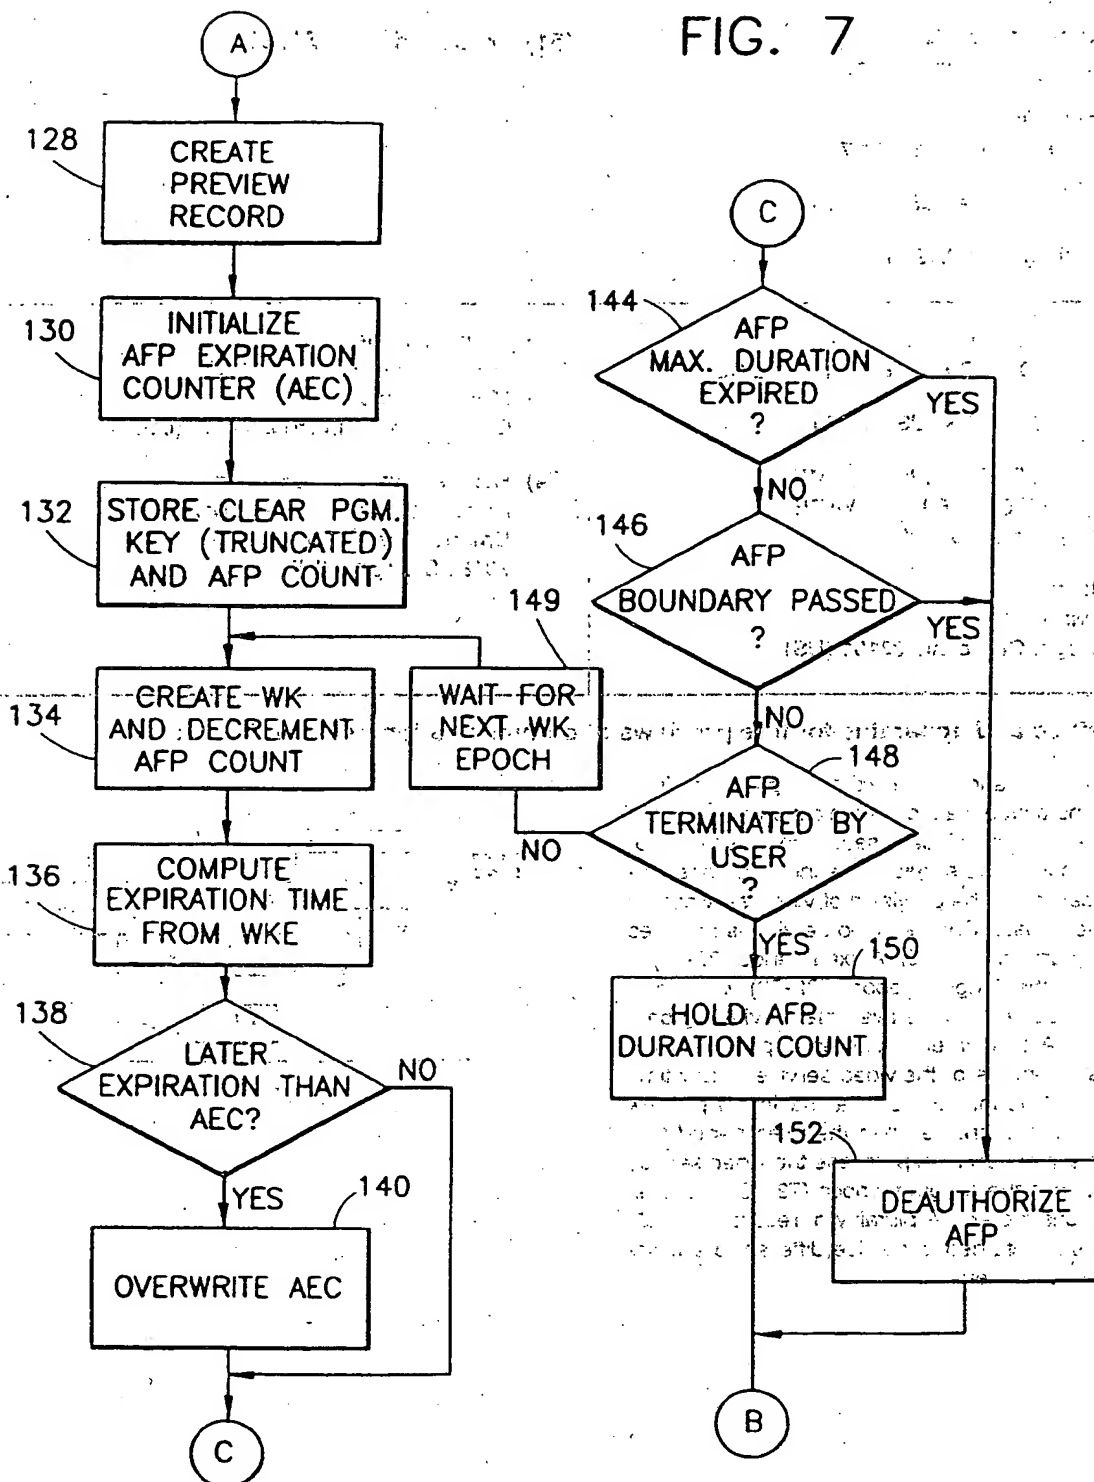 FIG. 7
A
128
CREATE
PREVIEW
RECORD
130
INITIALIZE
AFP EXPIRATION
COUNTER (AEC)
132
STORE CLEAR PGM.
KEY (TRUNCATED)
AND AFP COUNT
134
CREATE WK
AND DECREMENT
AFP COUNT
136
COMPUTE
EXPIRATION TIME
FROM WKE
138
LATER
EXPIRATION THAN
AEC?
NO
YES
140
OVERWRITE AEC
C
C
144
AFP
MAX. DURATION
EXPIRED
?
YES
NO
146
AFP
BOUNDARY PASSED
?
YES
NO
148
AFP
TERMINATED BY
USER
?
NO
149
WAIT FOR
NEXT WK
EPOCH
YES
150
HOLD AFP
DURATION COUNT
152
DEAUTHORIZE
AFP
B